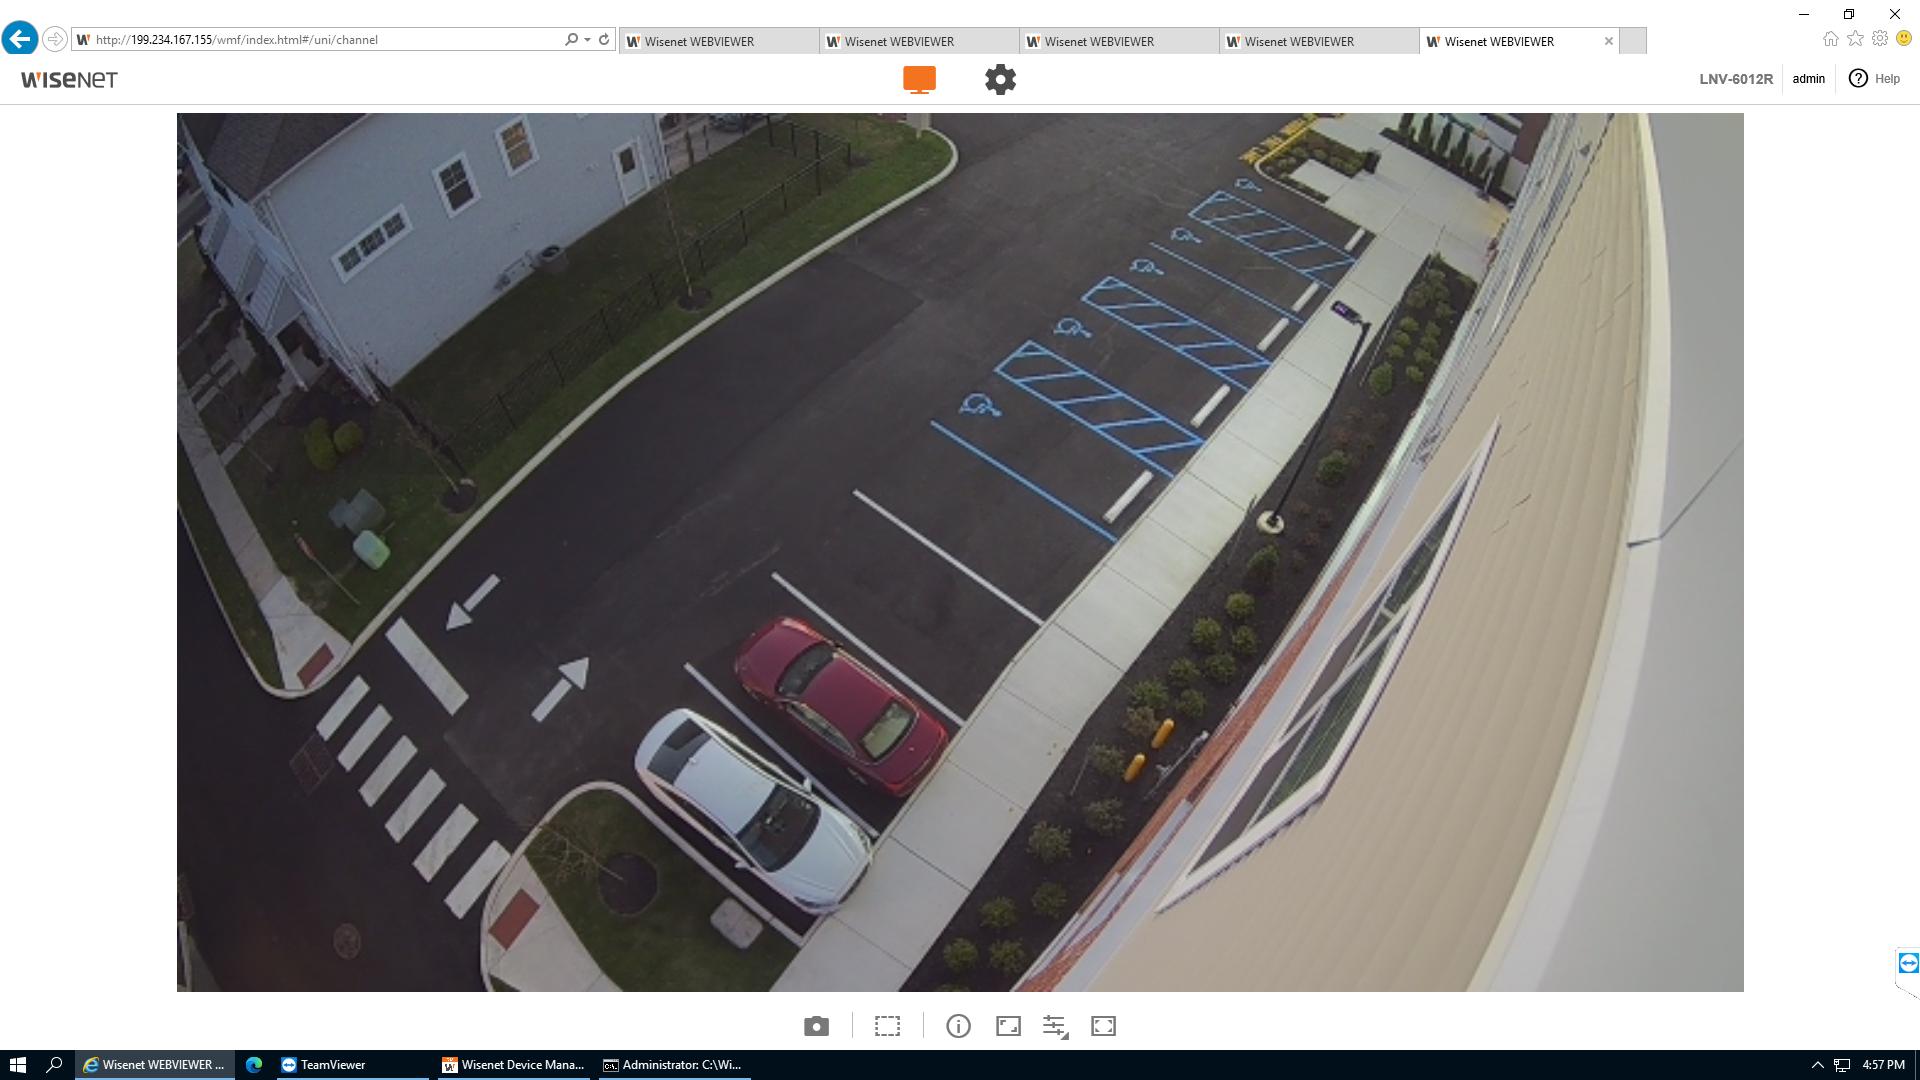 http://199.234.167.155/wmf/index.html#/uni/channel
Wisenet WEBVIEWER
Wisenet WEBVIEWER
Wisenet WEBVIEWER
Wisenet WEBVIEWER
Wisenet WEBVIEWER
WISENET
LNV-6012R
admin
Help
Wisenet WEBVIEWER ...
TeamViewer
Wisenet Device Mana...
Administrator: C:\Wi...
4:57 PM